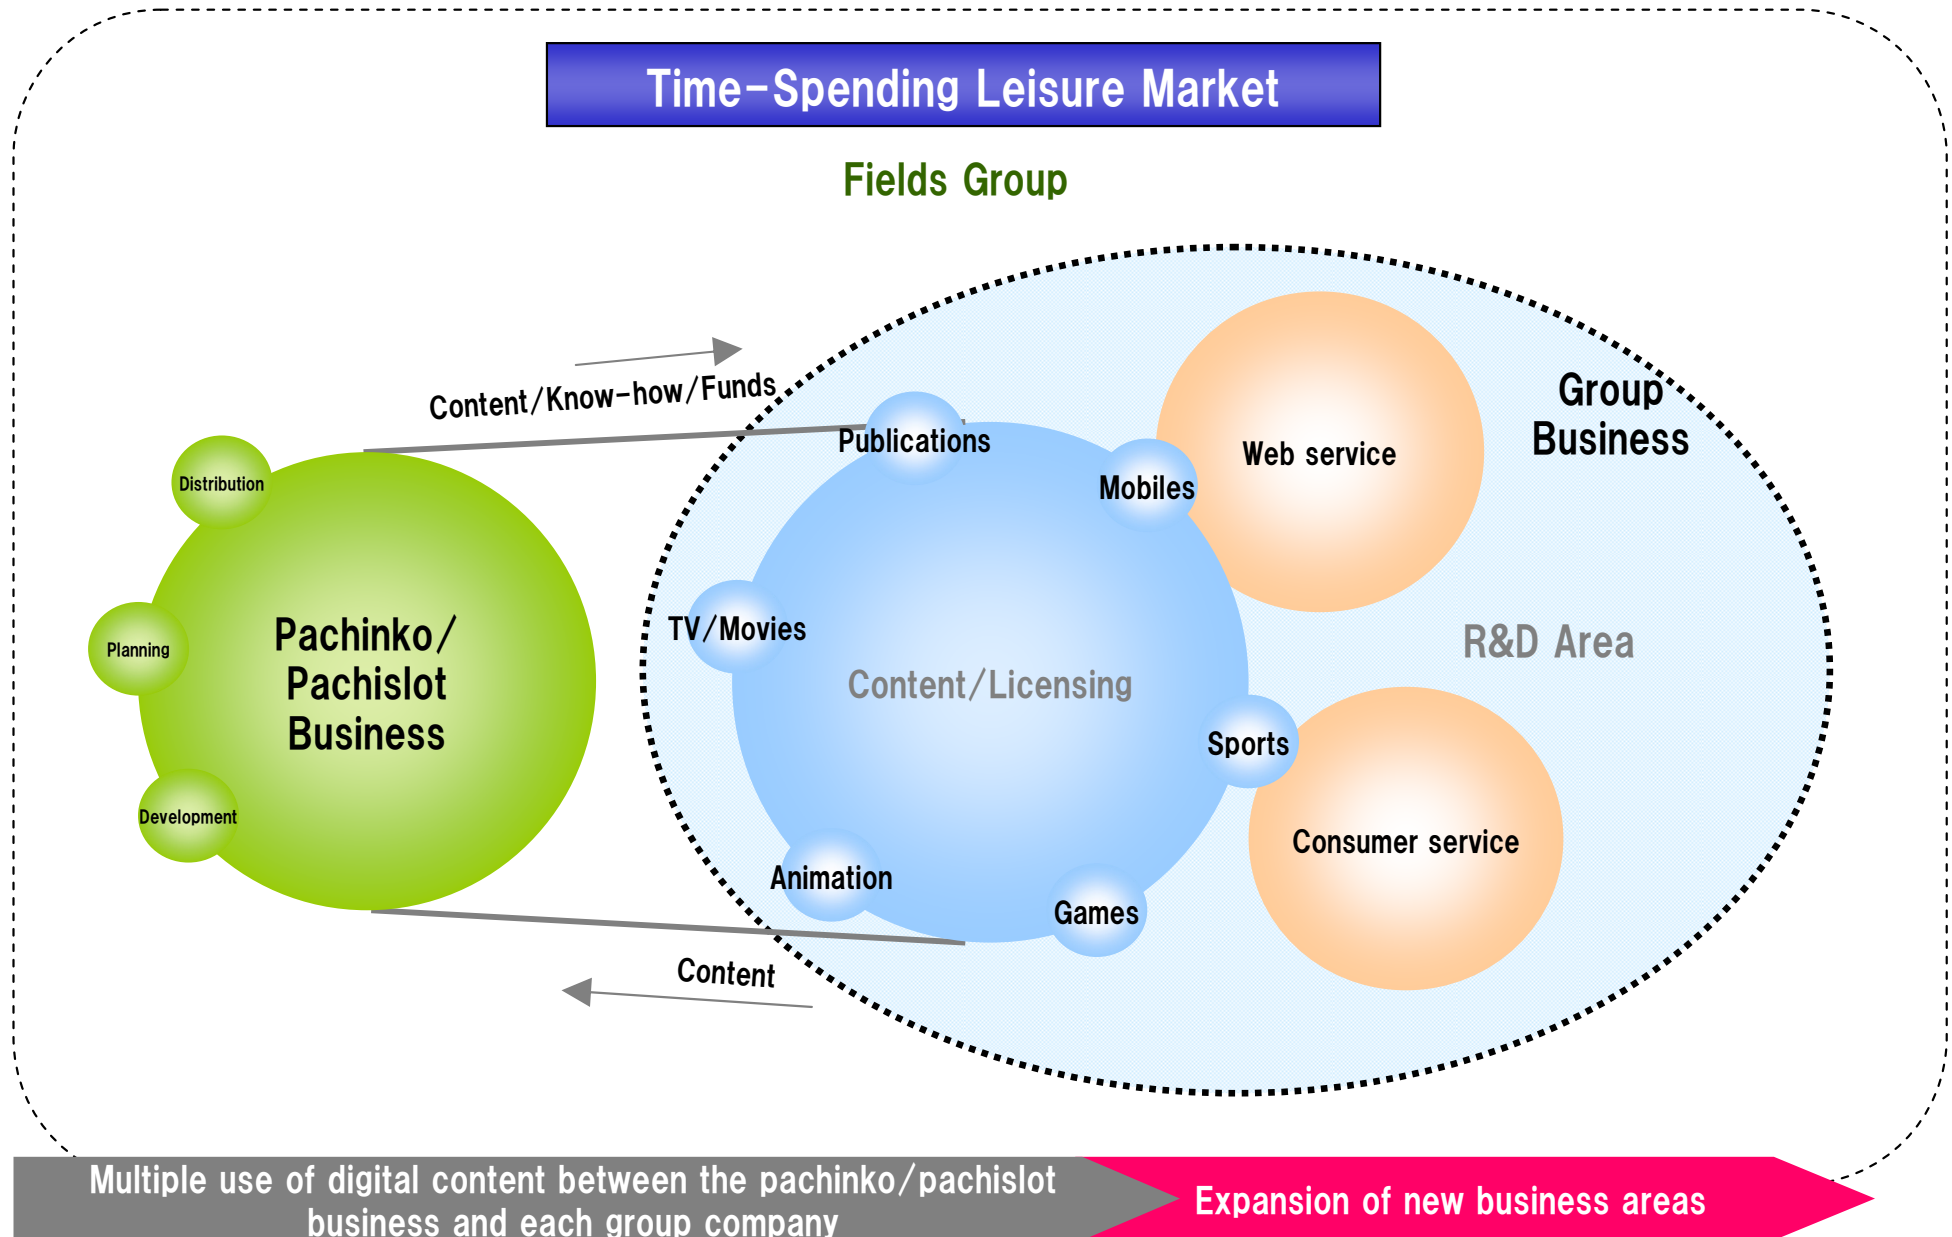 Time-Spending Leisure Market
Fields Group
Content/Know-how/Funds
Group
Business
Publications
Web service
Mobiles
Distribution
TV/Movies
Planning
Pachinko/
Pachislot
Business
Content/Licensing
R&D Area
Sports
Development
Consumer service
Animation
Games
Content
Multiple use of digital content between the pachinko/pachislot
business and each group company
Expansion of new business areas